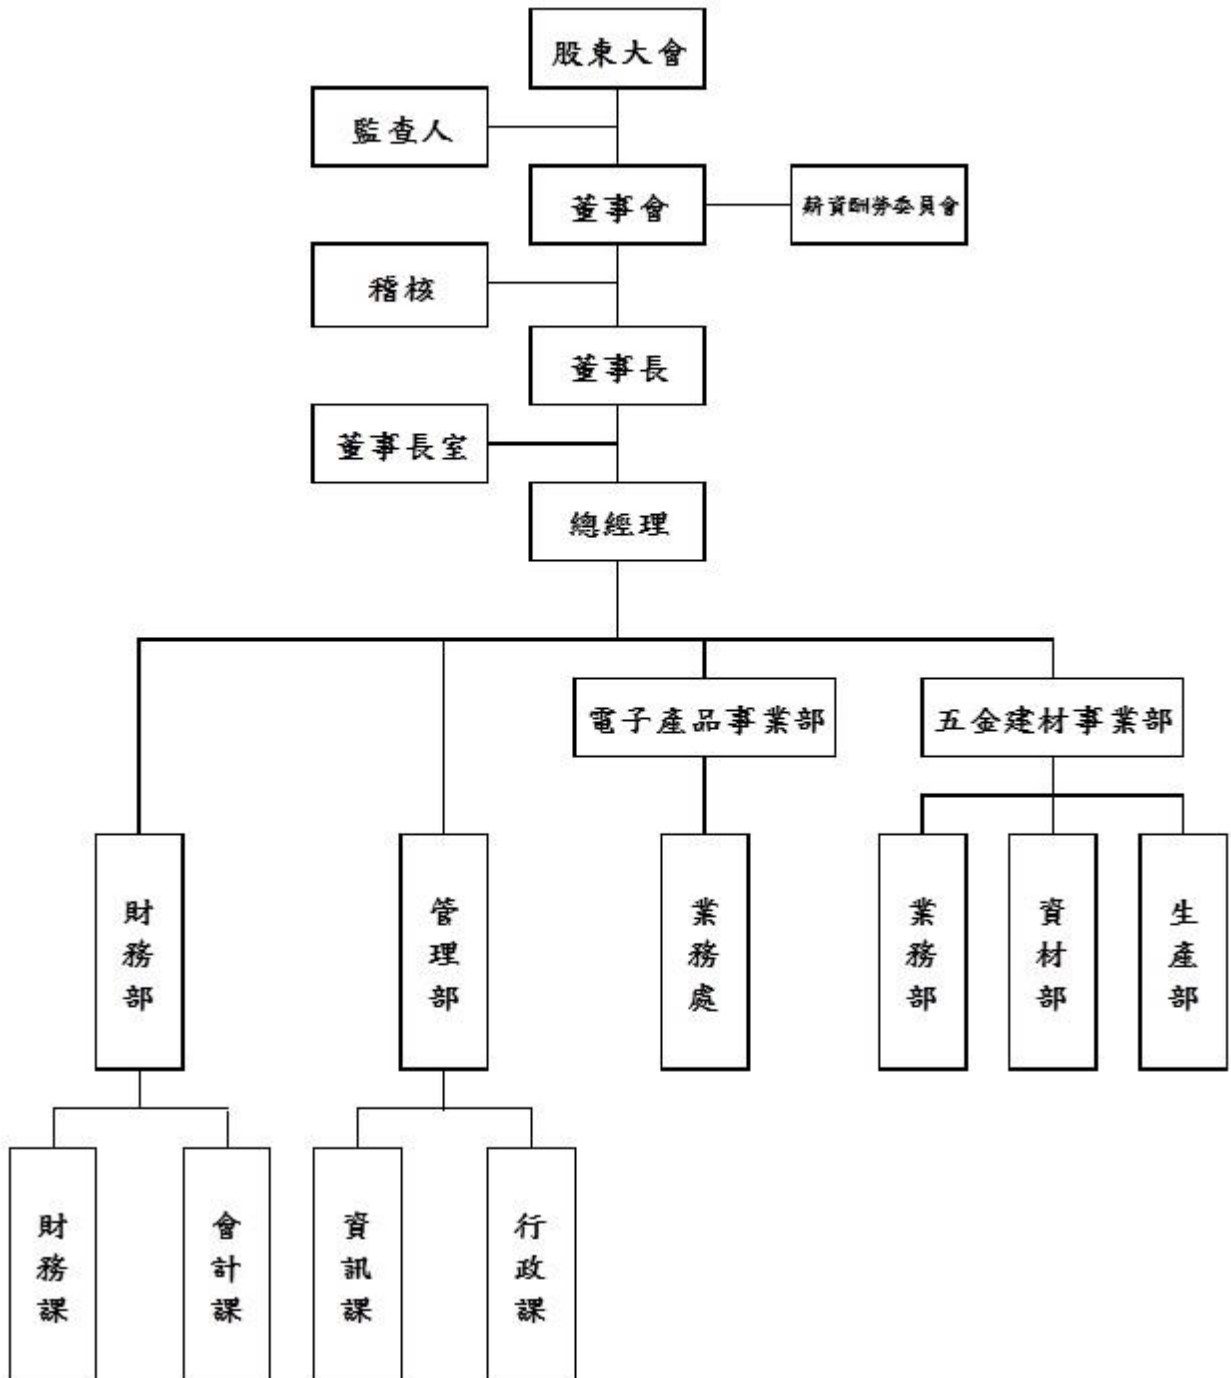 股東大會
監查人
董事會
薪資酬勞委員會
稽核
董事長
董事長室
總經理
電子產品事業部
五金建材事業部
財務部
管理部
業務處
業務部
資材部
生產部
財務課
會計課
資訊課
行政課